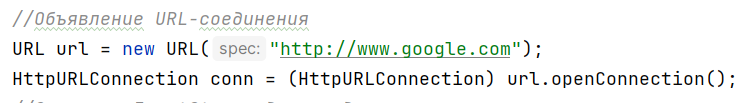 //Объявление URL-соединения
URL url = new URL( spec: "http://www.google.com");
HttpURLConnection conn = (HttpURLConnection) url.openConnection();